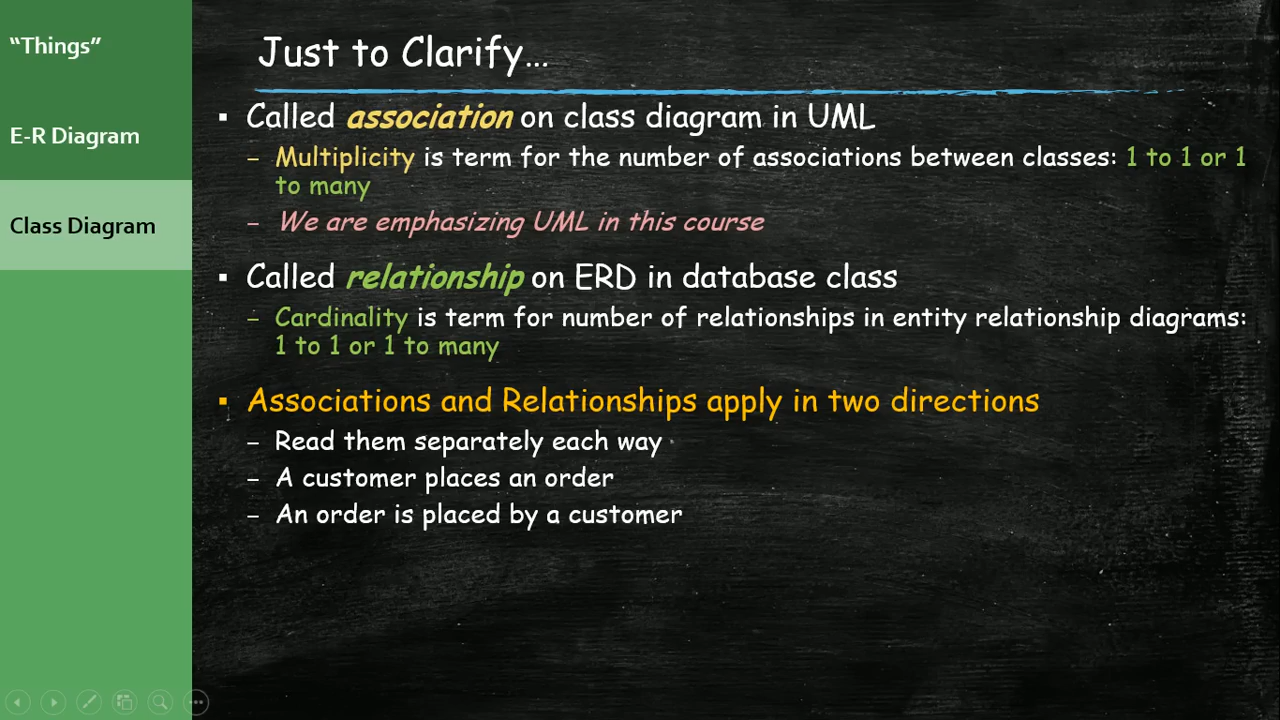 “Things”
E-R Diagram
Class Diagram
Just to Clarify…
▪ Called association on class diagram in UML
– Multiplicity is term for the number of associations between classes: 1 to 1 or 1
to many
– We are emphasizing UML in this course
▪ Called relationship on ERD in database class
– Cardinality is term for number of relationships in entity relationship diagrams:
1 to 1 or 1 to many
▪ Associations and Relationships apply in two directions
– Read them separately each way
– A customer places an order
– An order is placed by a customer